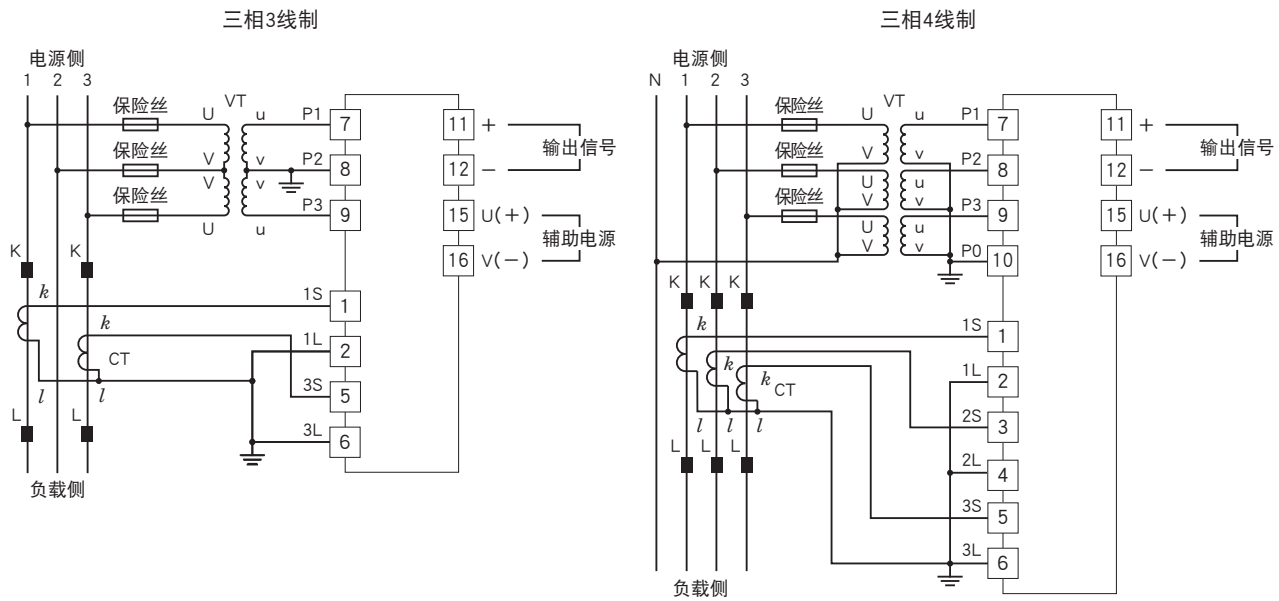 三相3线制
电源侧
1 2 3
保险丝 U VT u P1 7 11 +
输出信号
保险丝 V v P2 8 12 −
V v
保险丝 P3 9 15 U(+)
U u
辅助电源
16 V(−)
K K
k 1S 1
k 1L 2
CT
l l 3S 5
L L
3L 6
负载侧
三相4线制
电源侧
N 1 2 3
保险丝 U VT u P1 7 11 +
输出信号
保险丝 V v P2 8 12 −
U u
保险丝 V v P3 9 15 U(+)
U u
辅助电源
V v P0 10 16 V(−)
K K K
k 1S 1
k 1L 2
k CT
l l l 2S 3
L L L 2L 4
3S 5
3L 6
负载侧